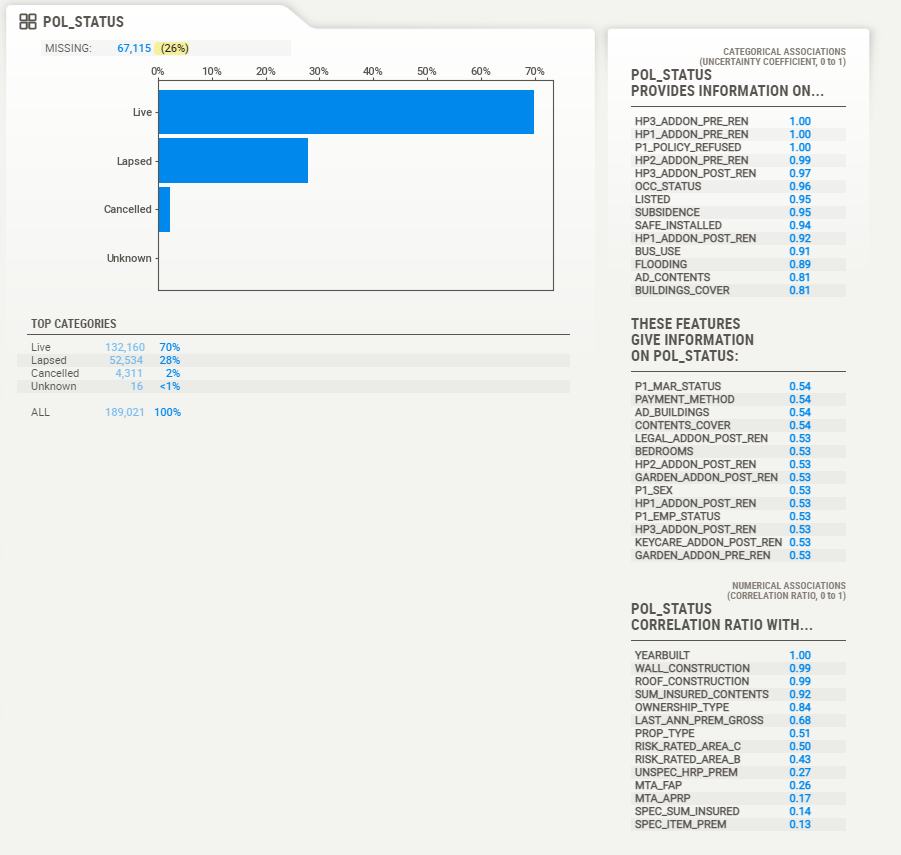 POL_STATUS
MISSING: 67,115 (26%)
0% 10% 20% 30% 40% 50% 60% 70%
Live
Lapsed
Cancelled
Unknown
TOP CATEGORIES
Live 132,160 70%
Lapsed 52,534 28%
Cancelled 4,311 2%
Unknown 16 <1%
ALL 189,021 100%
CATEGORICAL ASSOCIATIONS
(UNCERTAINTY COEFFICIENT, 0 to 1)
POL_STATUS
PROVIDES INFORMATION ON...
HP3_ADDON_PRE_REN 1.00
HP1_ADDON_PRE_REN 1.00
P1_POLICY_REFUSED 1.00
HP2_ADDON_PRE_REN 0.99
HP3_ADDON_POST_REN 0.97
OCC_STATUS 0.96
LISTED 0.95
SUBSIDENCE 0.95
SAFE_INSTALLED 0.94
HP1_ADDON_POST_REN 0.92
BUS_USE 0.91
FLOODING 0.89
AD_CONTENTS 0.81
BUILDINGS_COVER 0.81
THESE FEATURES
GIVE INFORMATION
ON POL_STATUS:
P1_MAR_STATUS 0.54
PAYMENT_METHOD 0.54
AD_BUILDINGS 0.54
CONTENTS_COVER 0.54
LEGAL_ADDON_POST_REN 0.53
BEDROOMS 0.53
HP2_ADDON_POST_REN 0.53
GARDEN_ADDON_POST_REN 0.53
P1_SEX 0.53
HP1_ADDON_POST_REN 0.53
P1_EMP_STATUS 0.53
HP3_ADDON_POST_REN 0.53
KEYCARE_ADDON_POST_REN 0.53
GARDEN_ADDON_PRE_REN 0.53
NUMERICAL ASSOCIATIONS
(CORRELATION RATIO, 0 to 1)
POL_STATUS
CORRELATION RATIO WITH...
YEARBUILT 1.00
WALL_CONSTRUCTION 0.99
ROOF_CONSTRUCTION 0.99
SUM_INSURED_CONTENTS 0.92
OWNERSHIP_TYPE 0.84
LAST_ANN_PREM_GROSS 0.68
PROP_TYPE 0.51
RISK_RATED_AREA_C 0.50
RISK_RATED_AREA_B 0.43
UNSPEC_HRP_PREM 0.27
MTA_FAP 0.26
MTA_APRP 0.17
SPEC_SUM_INSURED 0.14
SPEC_ITEM_PREM 0.13